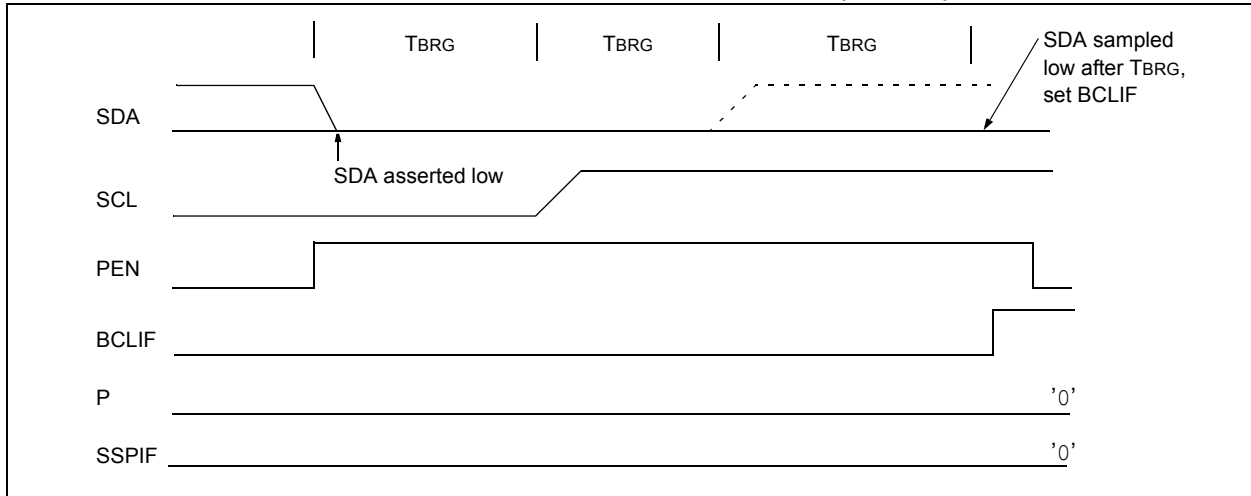 TBRG TBRG TBRG
SDA sampled
low after TBRG,
set BCLIF
SDA
SDA asserted low
SCL
PEN
BCLIF
P '0'
SSPIF '0'